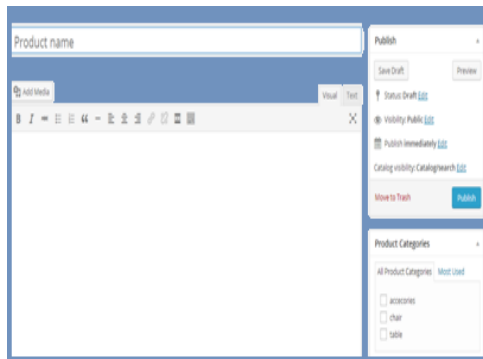 Product name
Add Media
Visual Text
B I
Publish
Save Draft Preview
Status: Draft Edit
Visibility: Public Edit
Publish immediately Edit
Catalog visibility: Catalog/search Edit
Move to Trash Publish
Product Categories
All Product Categories Most Used
accecories
chair
table